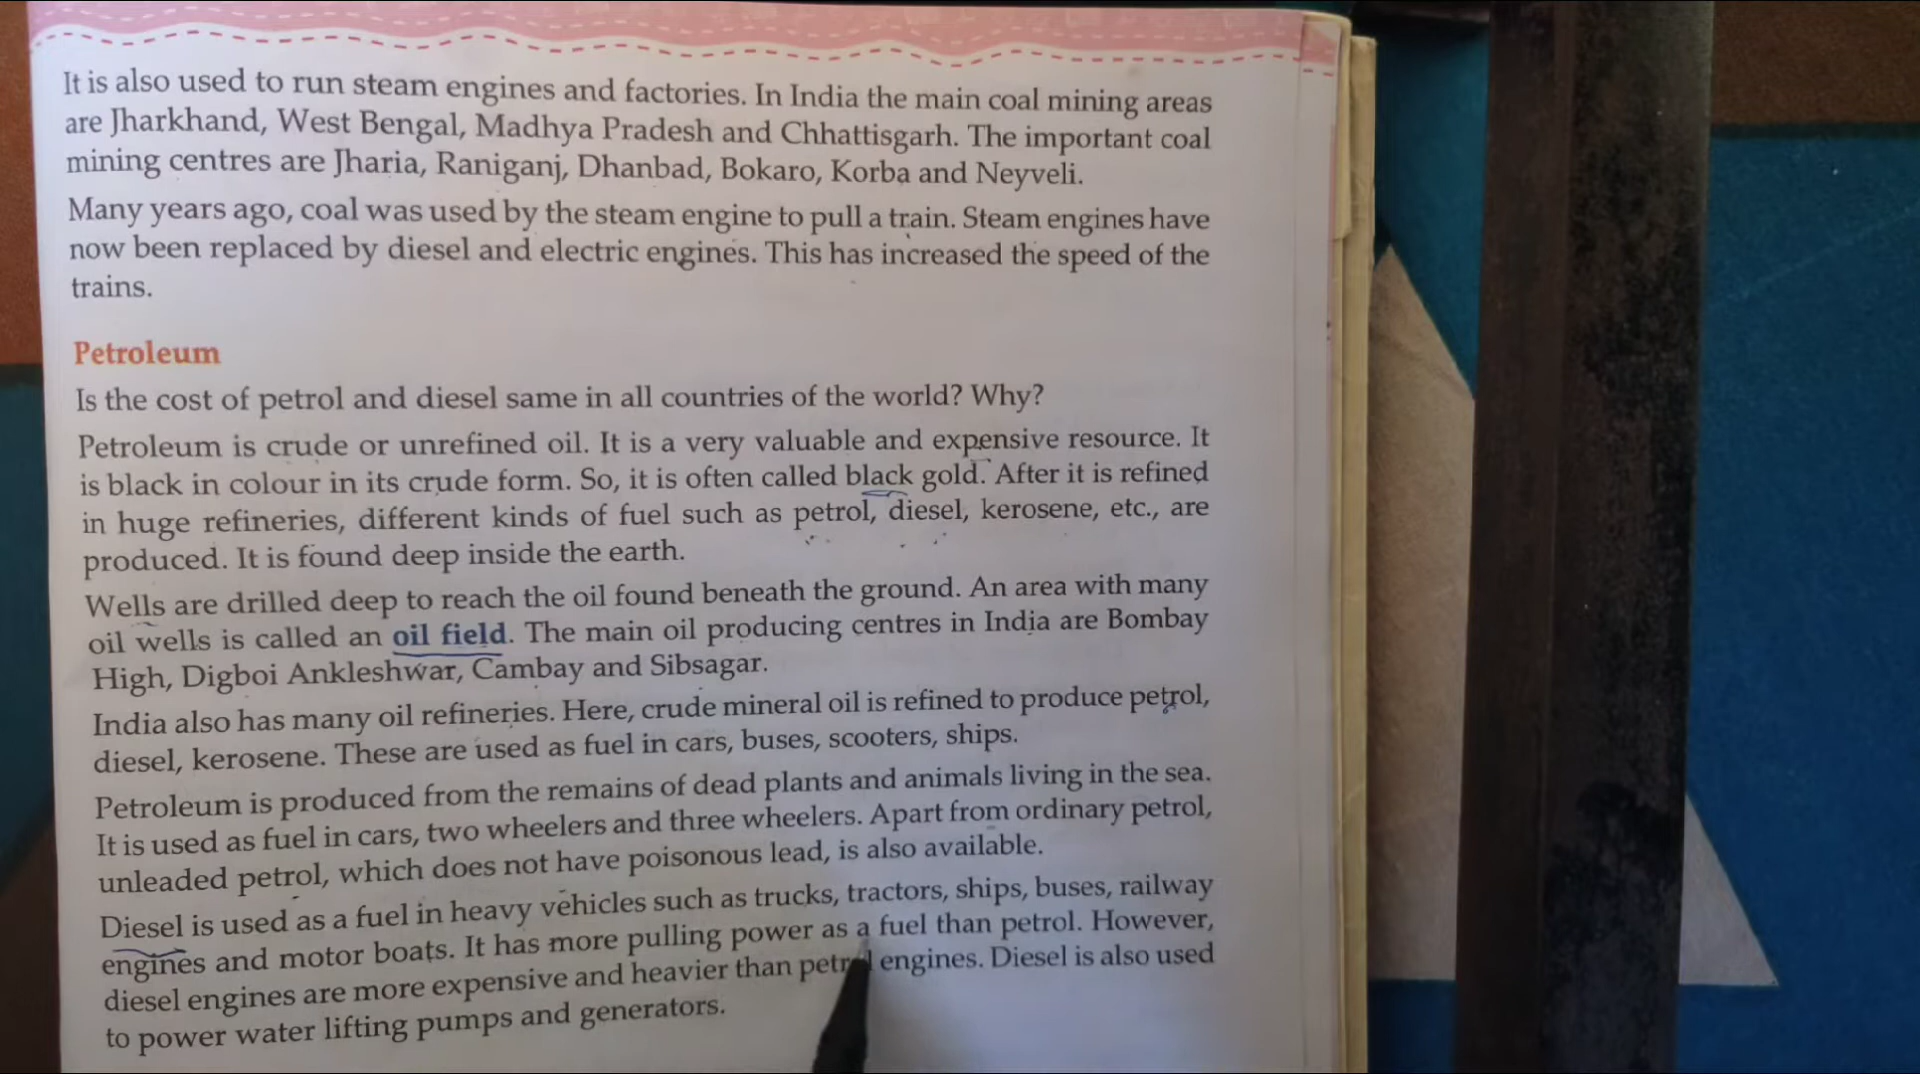 It is also used to run steam engines and factories. In India the main coal mining areas
are Jharkhand, West Bengal, Madhya Pradesh and Chhattisgarh. The important coal
mining centres are Jharia, Raniganj, Dhanbad, Bokaro, Korba and Neyveli.
Many years ago, coal was used by the steam engine to pull a train. Steam engines have
now been replaced by diesel and electric engines. This has increased the speed of the
trains.
Petroleum
Is the cost of petrol and diesel same in all countries of the world? Why?
Petroleum is crude or unrefined oil. It is a very valuable and expensive resource. It
is black in colour in its crude form. So, it is often called black gold. After it is refined
in huge refineries, different kinds of fuel such as petrol, diesel, kerosene, etc., are
produced. It is found deep inside the earth.
Wells are drilled deep to reach the oil found beneath the ground. An area with many
oil wells is called an oil field. The main oil producing centres in India are Bombay
High, Digboi Ankleshwar, Cambay and Sibsagar.
India also has many oil refineries. Here, crude mineral oil is refined to produce petrol,
diesel, kerosene. These are used as fuel in cars, buses, scooters, ships.
Petroleum is produced from the remains of dead plants and animals living in the sea.
It is used as fuel in cars, two wheelers and three wheelers. Apart from ordinary petrol,
unleaded petrol, which does not have poisonous lead, is also available.
Diesel is used as a fuel in heavy vehicles such as trucks, tractors, ships, buses, railway
engines and motor boats. It has more pulling power as a fuel than petrol. However,
diesel engines are more expensive and heavier than petrol engines. Diesel is also used
to power water lifting pumps and generators.